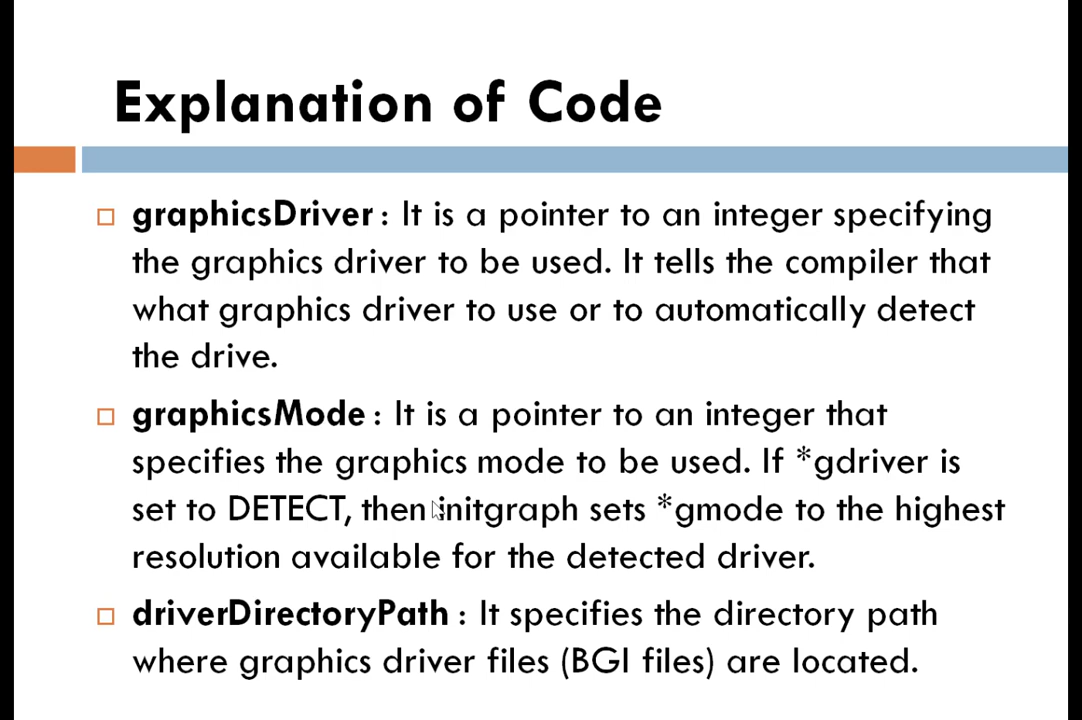 Explanation of Code
graphicsDriver : It is a pointer to an integer specifying
the graphics driver to be used. It tells the compiler that
what graphics driver to use or to automatically detect
the drive.
graphicsMode : It is a pointer to an integer that
specifies the graphics mode to be used. If *gdriver is
set to DETECT, then initgraph sets *gmode to the highest
resolution available for the detected driver.
driverDirectoryPath : It specifies the directory path
where graphics driver files (BGI files) are located.